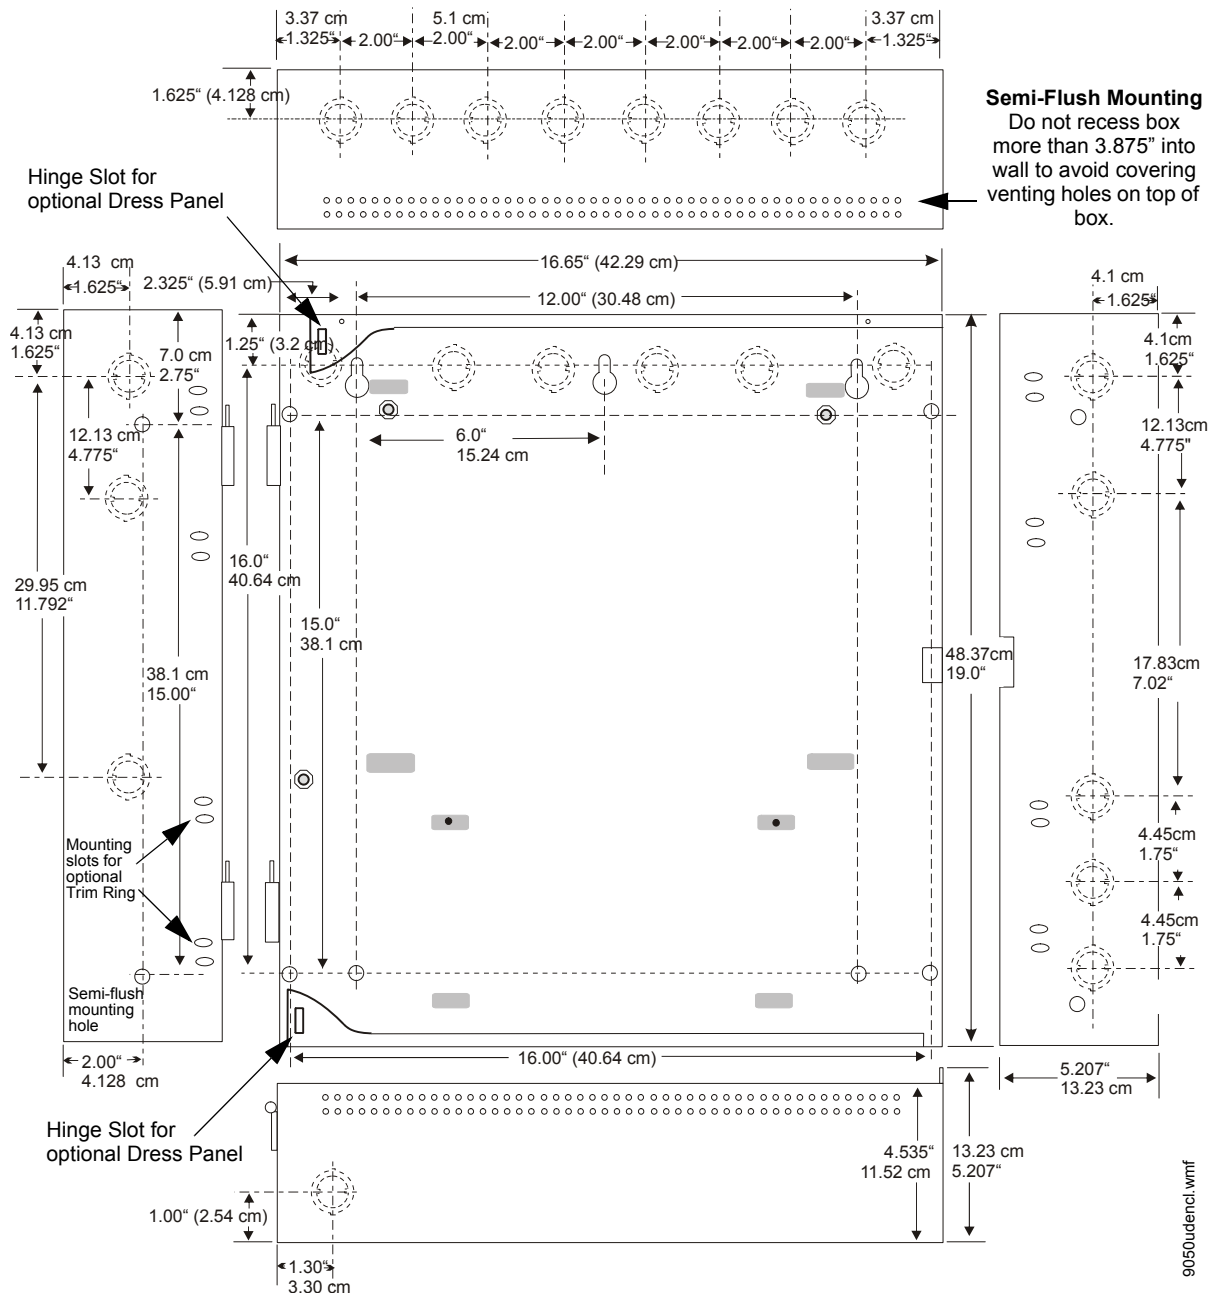 3.37 cm 5.1 cm 3.37 cm
1.325“ 2.00“ 2.00“ 2.00“ 2.00“ 2.00“ 2.00“ 2.00“ 1.325“
1.625“ (4.128 cm)
Semi-Flush Mounting
Do not recess box
more than 3.875” into
wall to avoid covering
venting holes on top of
box.
Hinge Slot for
optional Dress Panel
16.65“ (42.29 cm)
4.13 cm
1.625“
2.325“ (5.91 cm)
12.00“ (30.48 cm)
4.1 cm
1.625“
4.13 cm
1.625“
7.0 cm
2.75“
1.25“ (3.2 cm)
4.1cm
1.625“
12.13 cm
4.775“
6.0“
15.24 cm
12.13cm
4.775"
29.95 cm
11.792“
16.0“
40.64 cm
15.0“
38.1 cm
38.1 cm
15.00“
48.37cm
19.0“
17.83cm
7.02“
Mounting
slots for
optional
Trim Ring
4.45cm
1.75“
4.45cm
1.75“
Semi-flush
mounting
hole
2.00“
4.128 cm
16.00“ (40.64 cm)
5.207“
13.23 cm
Hinge Slot for
optional Dress Panel
4.535“
11.52 cm
13.23 cm
5.207“
1.00“ (2.54 cm)
1.30“
3.30 cm
9050udencl.wmf